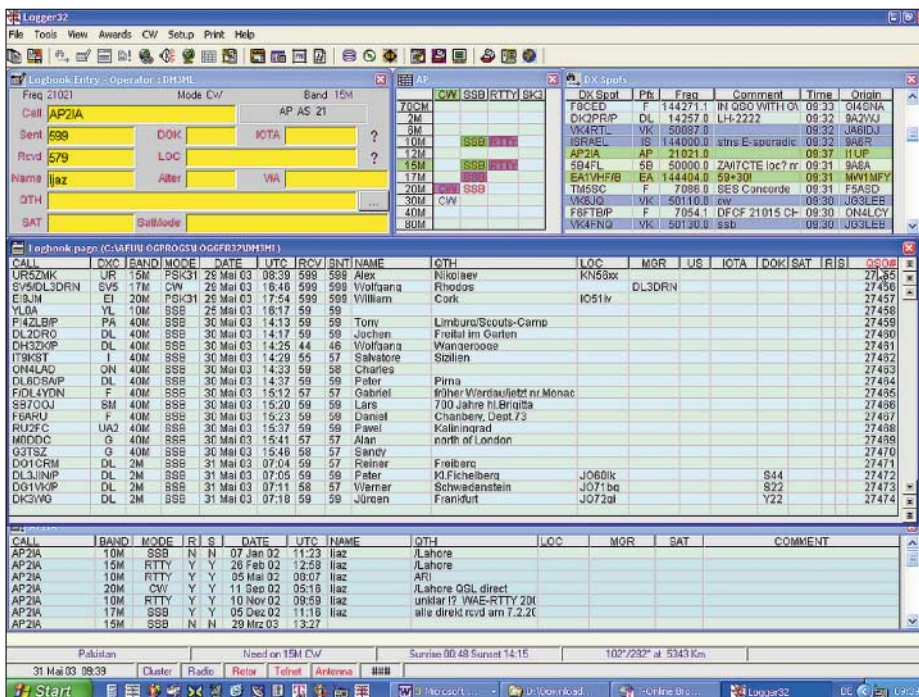 Logger32
File Tools View Awards CW Setup Print Help
Logbook Entry - Operator : DM3ML
Freq 21021 Mode CW Band 15M
Call AP2IA AP AS 21
Sent 599 DOK IOTA ?
Rcvd 579 LOC ?
Name Ijaz Alter VIA
QTH ...
SAT SatMode
AP
CW SSB RTTY SK3
70CM
2M
6M
10M SSB RTTY
12M
15M SSB RTTY
17M SSB
20M CW SSB
30M CW
40M
80M
DX Spots
DX Spot Pfx Freq Comment Time Origin
F8CED F 144271.1 IN QSO WITH 09:33 GI4SNA
DK2PR/P DL 14257.0 LH-2222 09:32 9A2WJ
VK4RTL VK 50087.0 09:32 JA6IDJ
ISRAEL IS 144000.0 stns E-sporadic 09:32 9A6R
AP2IA AP 21021.0 09:37 I1UP
5B4FL 5B 50000.0 ZA/I7CTE loc? 09:31 9A8A
EA1VHF/B EA 144404.0 59+30! 09:31 MW1MFY
TM5SC F 7086.0 SES Concorde 09:31 F5ASD
VK6JQ VK 50110.0 cw 09:30 JG3LEB
F6FTB/P F 7054.1 DFCF 21015 09:30 ON4LCY
VK4FNQ VK 50130.0 ssb 09:30 JG3LEB
CALL DXC BAND MODE DATE UTC RCV SNT NAME QTH LOC MGR US IOTA DOK SAT R S QSO#
UR5ZMK UR 15M PSK31 29 Mai 03 08:39 599 599 Alex Nikolaev KN56xx
SV5/DL3DRN SV5 17M CW 29 Mai 03 16:46 599 599 Wolfgang Rhodos DL3DRN 27456
EI9JM EI 20M PSK31 29 Mai 03 17:54 599 599 William Cork IO51iv 27457
YL0A YL 10M SSB 25 Mai 03 16:17 59 59 27458
PI4ZLB/P PA 40M SSB 30 Mai 03 14:13 59 59 Tony Limburg/Scouts-Camp 27459
DL2DRO DL 40M SSB 30 Mai 03 14:17 59 59 Jochen Freital im Garten 27460
DH3ZK/P DL 40M SSB 30 Mai 03 14:25 44 46 Wolfgang Wangerooge 27461
IT9KST I 40M SSB 30 Mai 03 14:29 55 57 Salvatore Sizilien 27462
ON4LAD ON 40M SSB 30 Mai 03 14:33 59 58 Charles 27463
DL6DSA/P DL 40M SSB 30 Mai 03 14:37 59 59 Peter Pirna 27464
F/DL4YDN F 40M SSB 30 Mai 03 15:12 57 57 Gabriel früher Werdau/jetzt nr.Monac 27465
SB7OOJ SM 40M SSB 30 Mai 03 15:20 59 59 Lars 700 Jahre hl.Brigitta 27466
F6ARU F 40M SSB 30 Mai 03 15:23 59 59 Daniel Chanbery, Dept.73 27467
RU2FC UA2 40M SSB 30 Mai 03 15:37 59 59 Pavel Kaliningrad 27468
M0DDC G 40M SSB 30 Mai 03 15:41 57 57 Alan north of London 27469
G3TSZ G 40M SSB 30 Mai 03 15:46 58 57 Sandy 27470
DO1CRM DL 2M SSB 31 Mai 03 07:04 59 57 Reiner Freiberg 27471
DL3JIN/P DL 2M SSB 31 Mai 03 07:05 59 59 Peter Kl.Fichelberg JO60lk S44 27472
DG1VK/P DL 2M SSB 31 Mai 03 07:11 58 57 Werner Schwedenstein JO71bq S22 27473
DK3WG DL 2M SSB 31 Mai 03 07:18 59 59 Jürgen Frankfurt JO72gi Y22 27474
CALL BAND MODE R S DATE UTC NAME QTH LOC MGR SAT COMMENT
AP2IA 10M SSB N N 07 Jan 02 11:23 Ijaz /Lahore
AP2IA 15M RTTY Y Y 26 Feb 02 12:58 Ijaz /Lahore
AP2IA 10M RTTY Y Y 05 Mai 02 08:07 Ijaz ARI
AP2IA 20M CW Y Y 11 Sep 02 05:16 Ijaz /Lahore QSL direct
AP2IA 10M RTTY Y Y 10 Nov 02 09:59 Ijaz unklar !? WAE-RTTY
AP2IA 17M SSB Y Y 05 Dez 02 11:16 Ijaz alle direkt rcvd am 7.2.
AP2IA 15M SSB N N 29 Mrz 03 13:27
Pakistan Need on 15M CW Sunrise 00:48 Sunset 14:15 102°/282° at 5343 Km
31 Mai 03 09:39 Cluster Radio Rotor Telnet Antenna ###
Start 3 Microsoft ... D:\Download... Logger32 DE